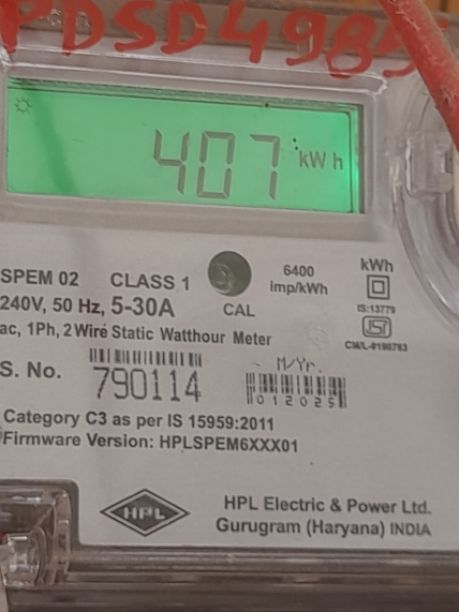 PDSD4985
407 kWh
SPEM 02 CLASS 1 6400 imp/kWh kWh
240V, 50 Hz, 5-30A CAL IS:13779
ac, 1Ph, 2 Wire Static Watthour Meter CM/L-9190783
S. No. 790114 M/Yr. 012025
Category C3 as per IS 15959:2011
Firmware Version: HPLSPEM6XXX01
HPL HPL Electric & Power Ltd.
Gurugram (Haryana) INDIA